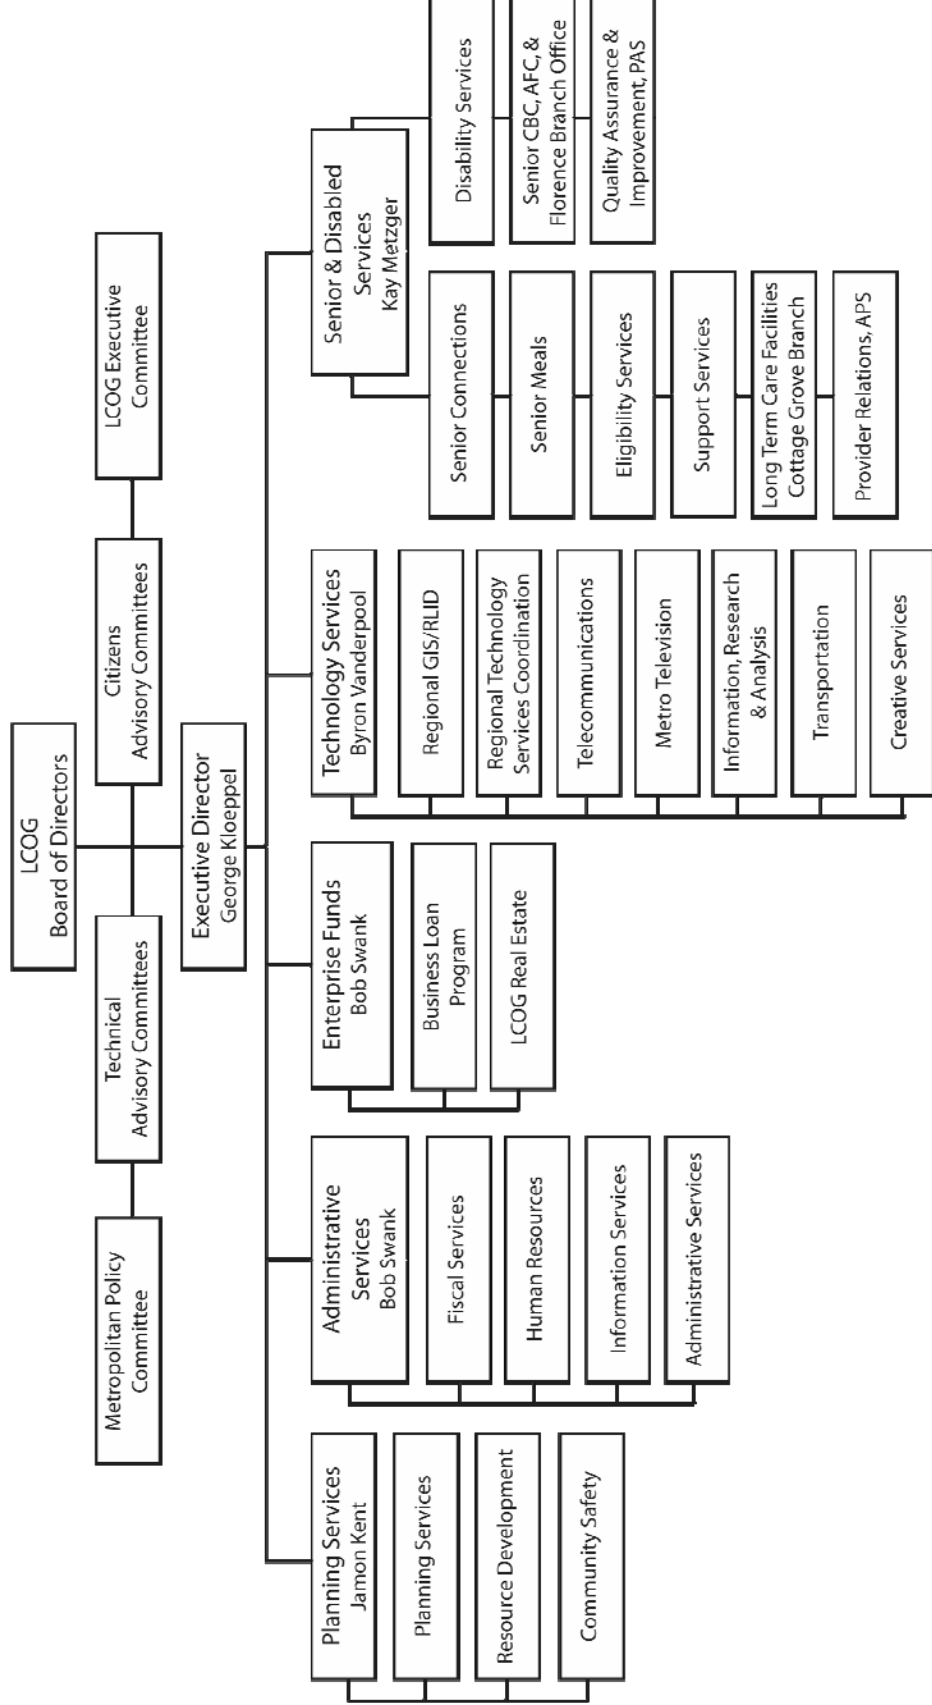 LCOG
Board of Directors
Metropolitan Policy
Committee
Technical
Advisory Committees
Citizens
Advisory Committees
LCOG Executive
Committee
Executive Director
George Kloeppel
Planning Services
Jamon Kent
Planning Services
Resource Development
Community Safety
Administrative
Services
Bob Swank
Fiscal Services
Human Resources
Information Services
Administrative Services
Enterprise Funds
Bob Swank
Business Loan
Program
LCOG Real Estate
Technology Services
Byron Vanderpool
Regional GIS/RLID
Regional Technology
Services Coordination
Telecommunications
Metro Television
Information, Research
& Analysis
Transportation
Creative Services
Senior & Disabled
Services
Kay Metzger
Senior Connections
Senior Meals
Eligibility Services
Support Services
Long Term Care Facilities
Cottage Grove Branch
Provider Relations, APS
Disability Services
Senior CBC, AFC, &
Florence Branch Office
Quality Assurance &
Improvement, PAS